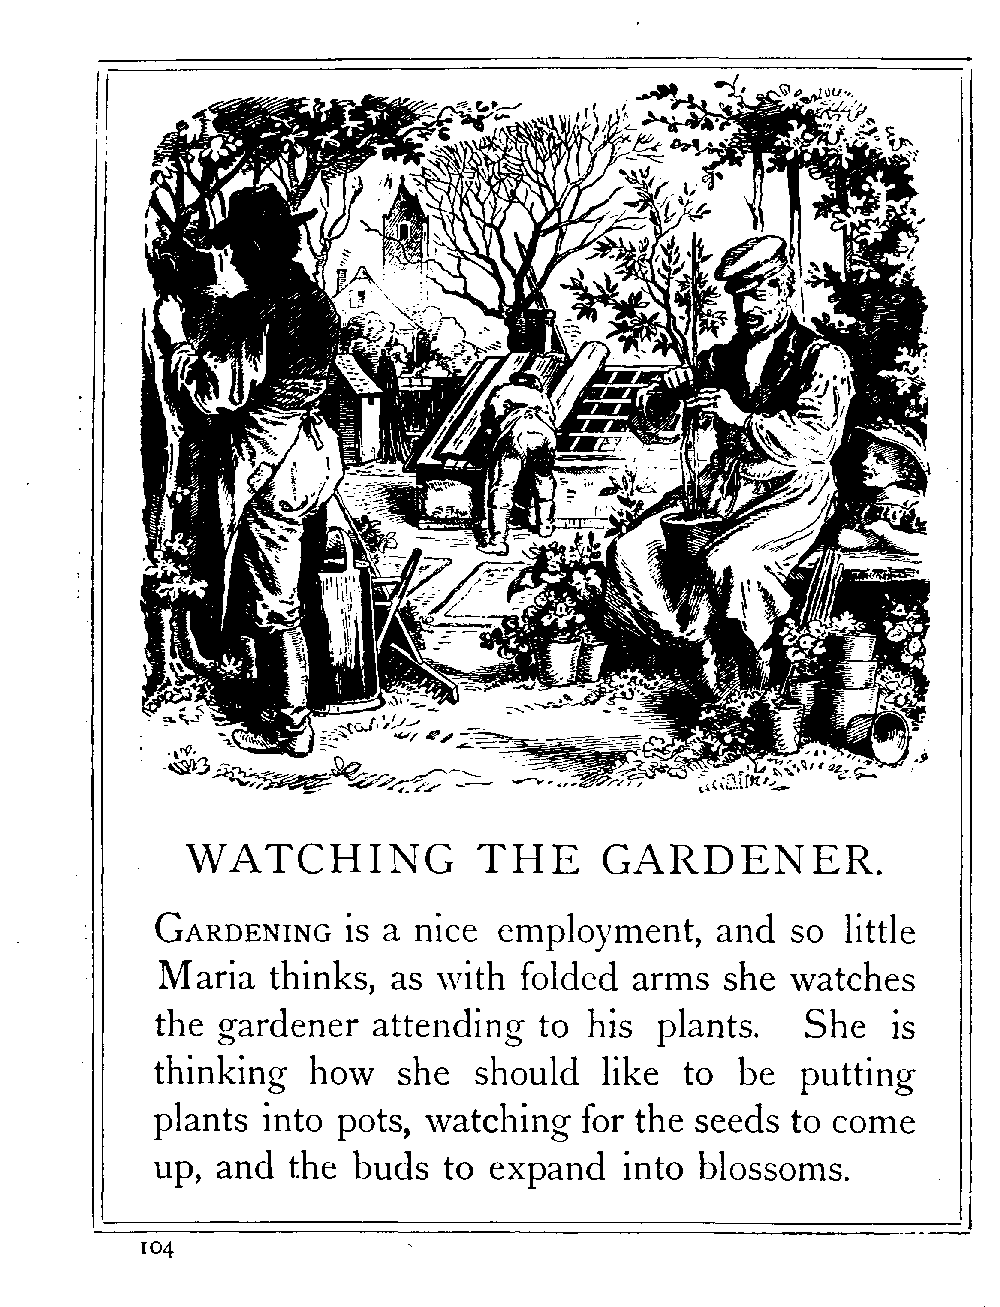 WATCHING THE GARDENER.
GARDENING is a nice employment, and so little
Maria thinks, as with folded arms she watches
the gardener attending to his plants. She is
thinking how she should like to be putting
plants into pots, watching for the seeds to come
up, and the buds to expand into blossoms.
104